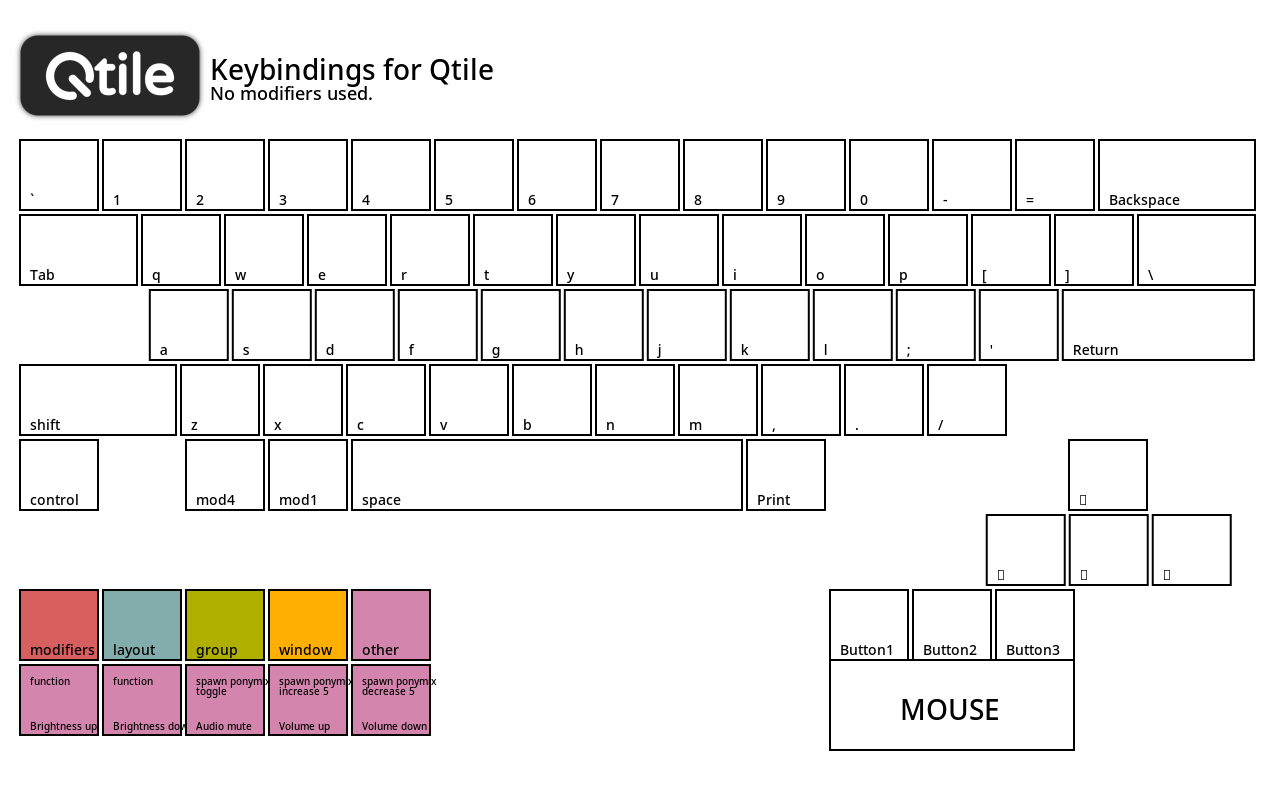 Qtile
Keybindings for Qtile
No modifiers used.
` 1 2 3 4 5 6 7 8 9 0 - = Backspace
Tab q w e r t y u i o p [ ] \
a s d f g h j k l ; ' Return
shift z x c v b n m , . /
control mod4 mod1 space Print
modifiers layout group window other
Button1 Button2 Button3
function function spawn ponymix spawn ponymix spawn ponymix
toggle increase 5 decrease 5
MOUSE
Brightness up Brightness down Audio mute Volume up Volume down